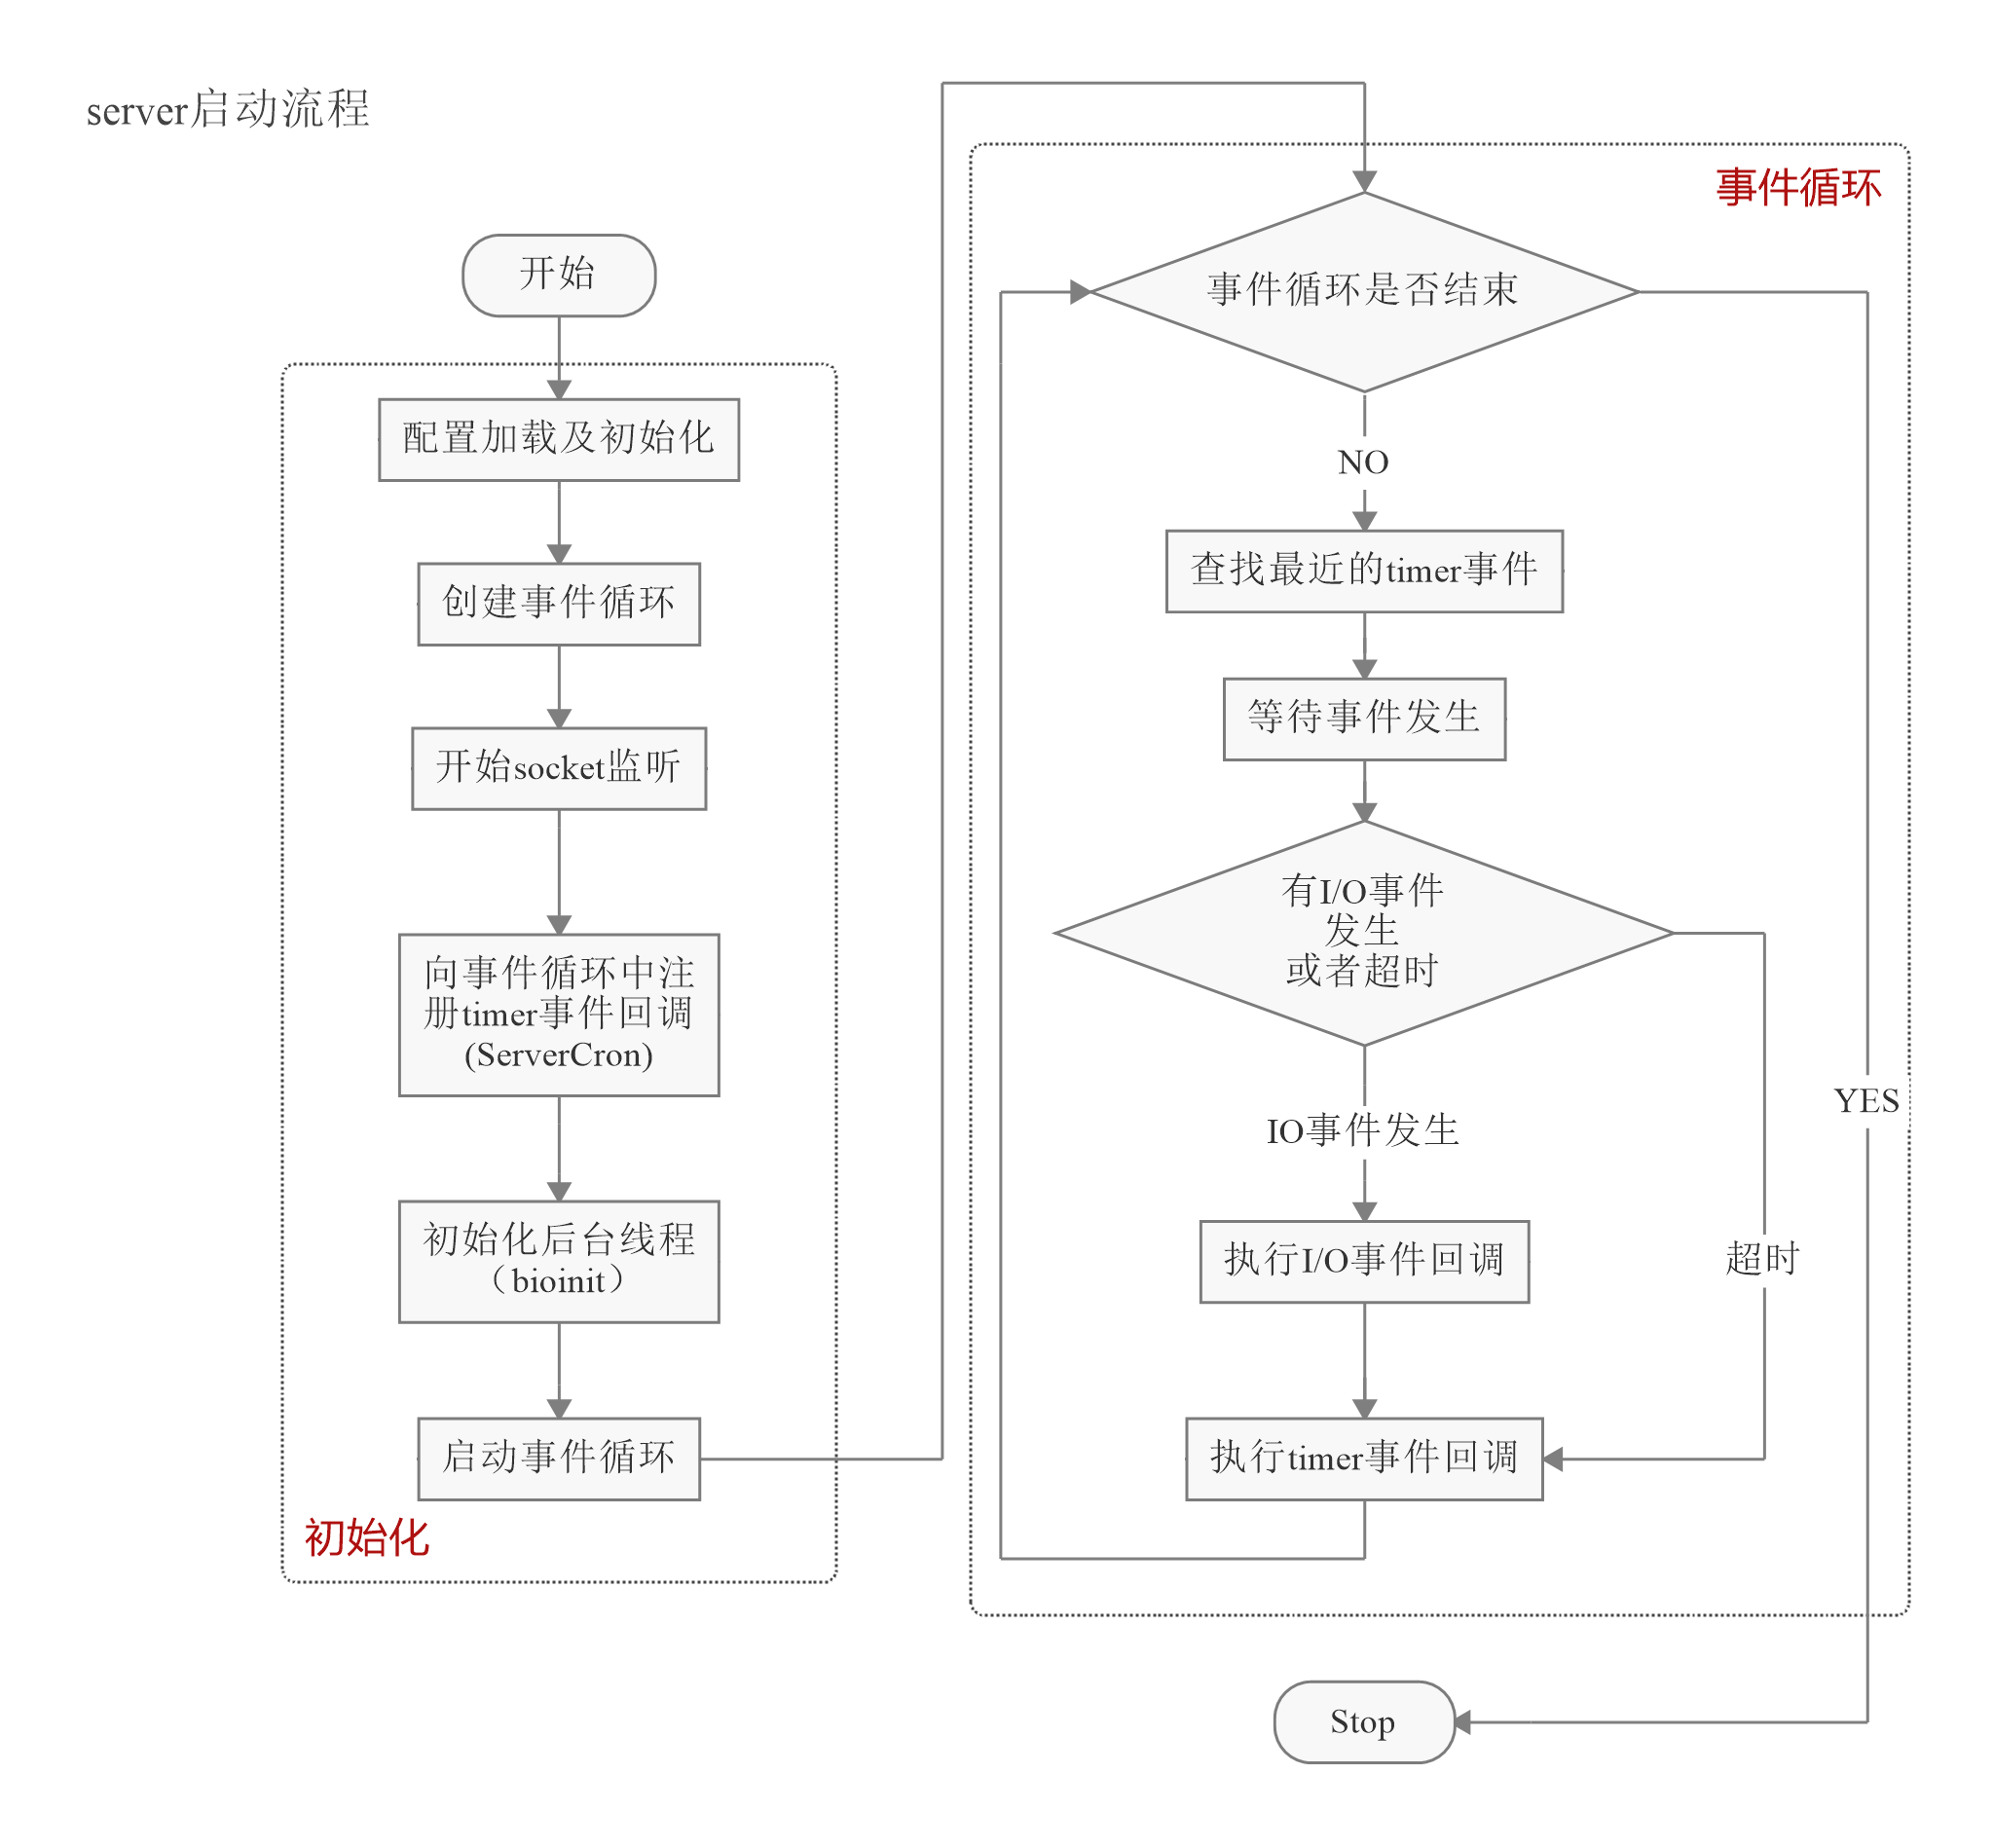 server启动流程
开始
配置加载及初始化
创建事件循环
开始socket监听
向事件循环中注
册timer事件回调
(ServerCron)
初始化后台线程
（bioinit）
启动事件循环
初始化
事件循环
事件循环是否结束
NO
查找最近的timer事件
等待事件发生
有I/O事件
发生
或者超时
IO事件发生
执行I/O事件回调
超时
执行timer事件回调
YES
Stop